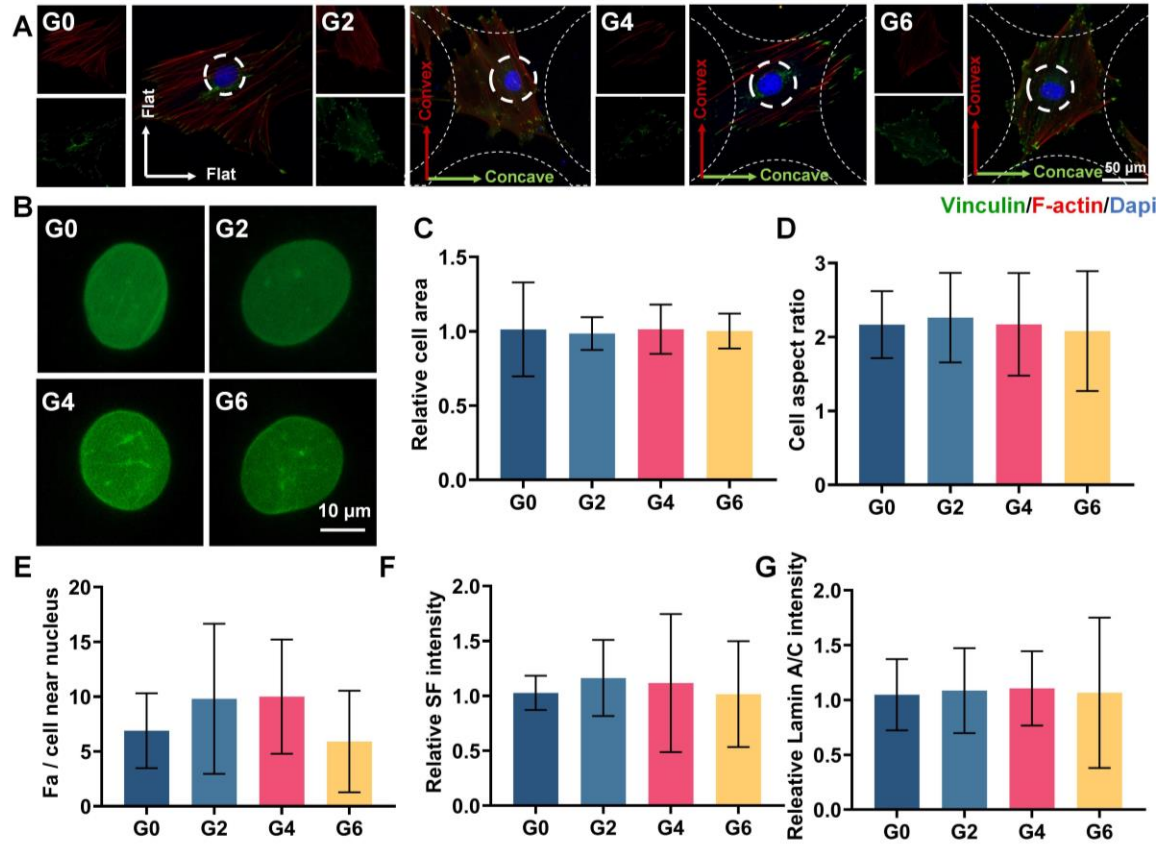 A
G0
Flat
Flat
G2
Convex
Concave
G4
Convex
Concave
G6
Convex
Concave
50 μm
Vinculin/F-actin/Dapi
B
G0
G2
G4
G6
10 μm
C
Relative cell area
1.5
1.0
0.5
0.0
G0 G2 G4 G6
D
Cell aspect ratio
3
2
1
0
G0 G2 G4 G6
E
Fa / cell near nucleus
20
15
10
5
0
G0 G2 G4 G6
F
Relative SF intensity
2.0
1.5
1.0
0.5
0.0
G0 G2 G4 G6
G
Releative Lamin A/C intensity
2.0
1.5
1.0
0.5
0.0
G0 G2 G4 G6